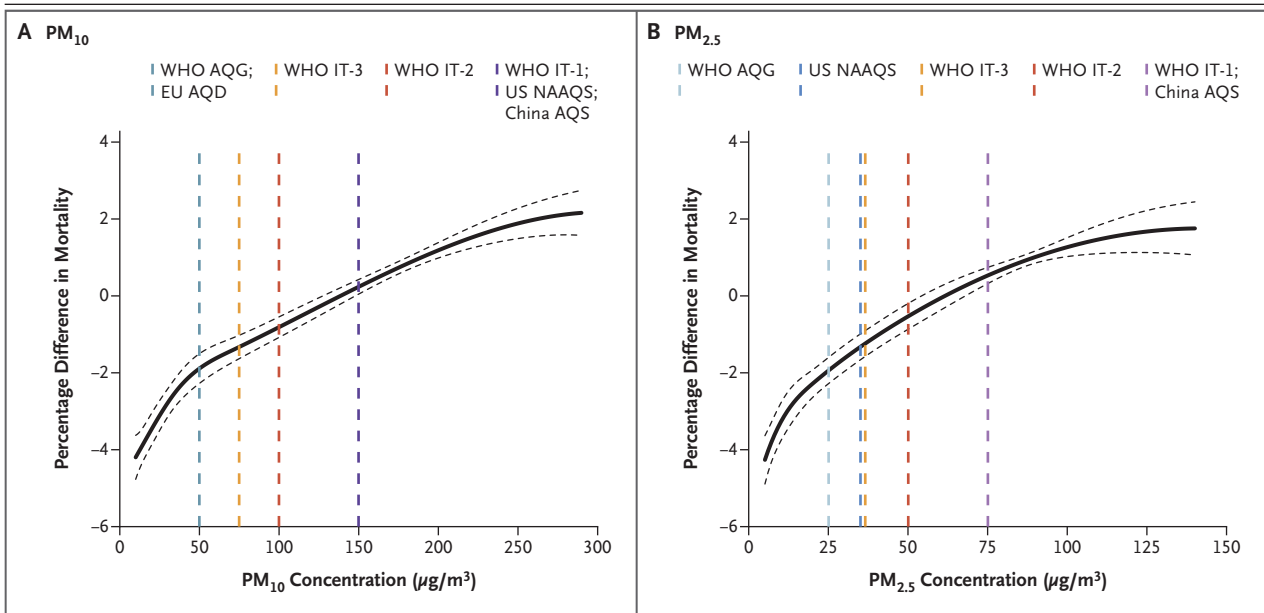 A PM10
WHO AQG;
EU AQD
WHO IT-3
WHO IT-2
WHO IT-1;
US NAAQS;
China AQS
Percentage Difference in Mortality
4
2
0
−2
−4
−6
0 50 100 150 200 250 300
PM10 Concentration (µg/m³)
B PM2.5
WHO AQG
US NAAQS
WHO IT-3
WHO IT-2
WHO IT-1;
China AQS
Percentage Difference in Mortality
4
2
0
−2
−4
−6
0 25 50 75 100 125 150
PM2.5 Concentration (µg/m³)